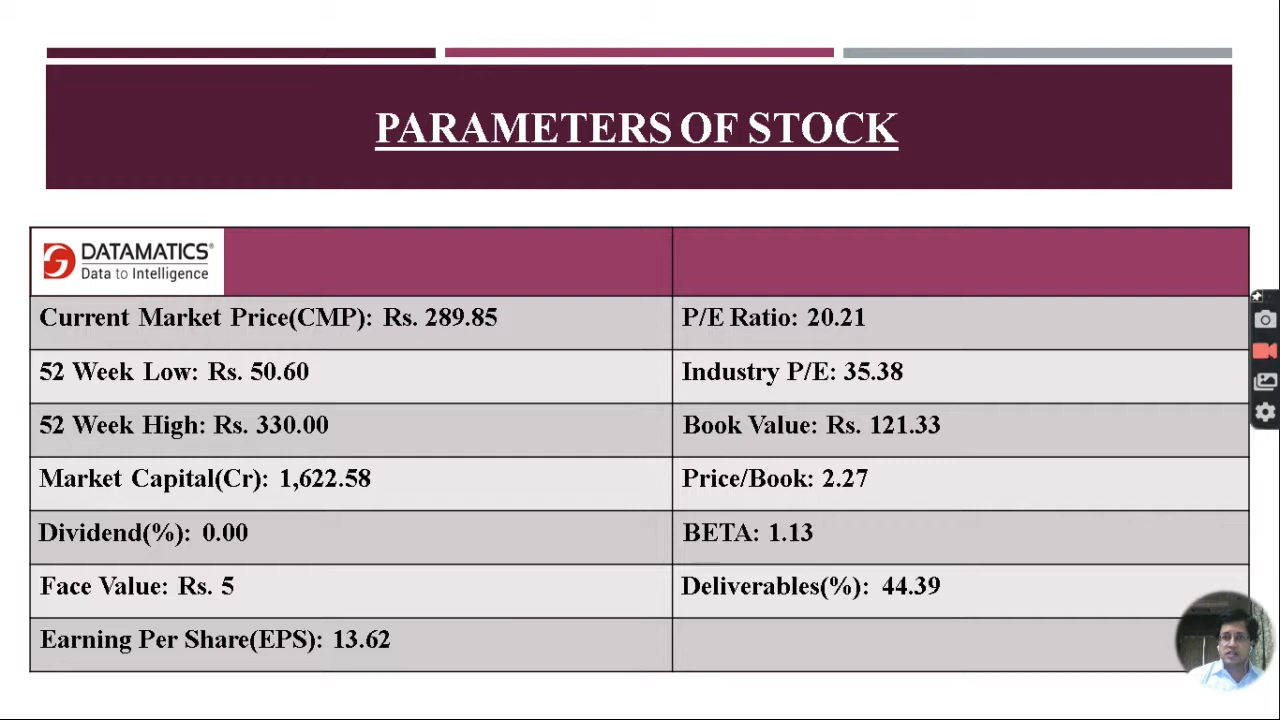 PARAMETERS OF STOCK
DATAMATICS®
Data to Intelligence
Current Market Price(CMP): Rs. 289.85
P/E Ratio: 20.21
52 Week Low: Rs. 50.60
Industry P/E: 35.38
52 Week High: Rs. 330.00
Book Value: Rs. 121.33
Market Capital(Cr): 1,622.58
Price/Book: 2.27
Dividend(%): 0.00
BETA: 1.13
Face Value: Rs. 5
Deliverables(%): 44.39
Earning Per Share(EPS): 13.62